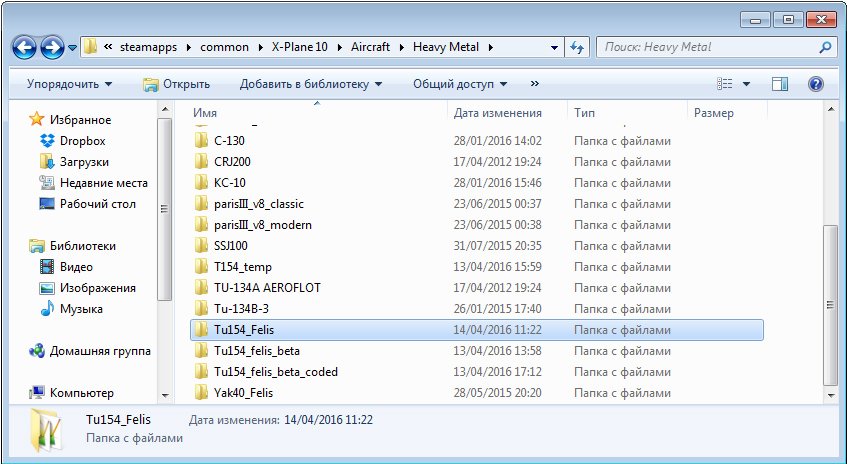 « steamapps ▸ common ▸ X-Plane 10 ▸ Aircraft ▸ Heavy Metal ▸ Поиск: Heavy Metal
Упорядочить Открыть Добавить в библиотеку Общий доступ »
Имя Дата изменения Тип Размер
Избранное
Dropbox
Загрузки
Недавние места
Рабочий стол
Библиотеки
Видео
Изображения
Музыка
Домашняя группа
Компьютер
C-130 28/01/2016 14:02 Папка с файлами
CRJ200 17/04/2012 19:24 Папка с файлами
KC-10 28/01/2016 15:46 Папка с файлами
parisIII_v8_classic 23/06/2015 00:37 Папка с файлами
parisIII_v8_modern 23/06/2015 00:38 Папка с файлами
SSJ100 31/07/2015 20:35 Папка с файлами
T154_temp 13/04/2016 15:59 Папка с файлами
TU-134A AEROFLOT 17/04/2012 19:24 Папка с файлами
Tu-134B-3 26/01/2015 17:40 Папка с файлами
Tu154_Felis 14/04/2016 11:22 Папка с файлами
Tu154_felis_beta 13/04/2016 13:58 Папка с файлами
Tu154_felis_beta_coded 13/04/2016 17:12 Папка с файлами
Yak40_Felis 28/05/2015 20:20 Папка с файлами
Tu154_Felis Дата изменения: 14/04/2016 11:22
Папка с файлами